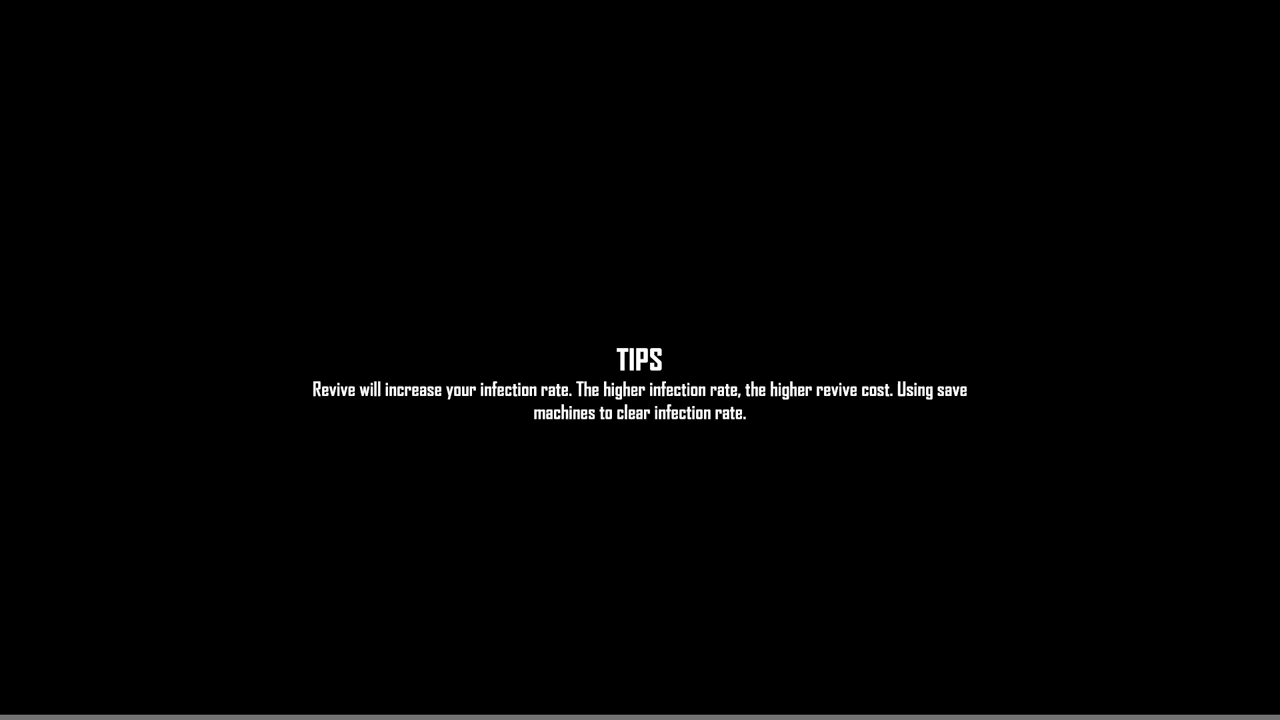 TIPS
Revive will increase your infection rate. The higher infection rate, the higher revive cost. Using save
machines to clear infection rate.